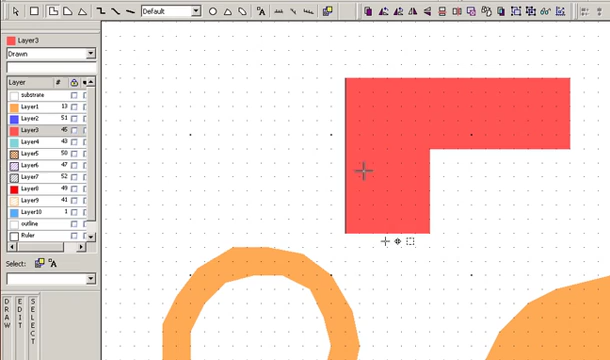 Default
Layer3
Drawn
Layer #
substrate
Layer1 13
Layer2 51
Layer3 45
Layer4 43
Layer5 50
Layer6 47
Layer7 52
Layer8 49
Layer9 41
Layer10 1
outline
Ruler
Select: A
DRAW
EDIT
SELECT